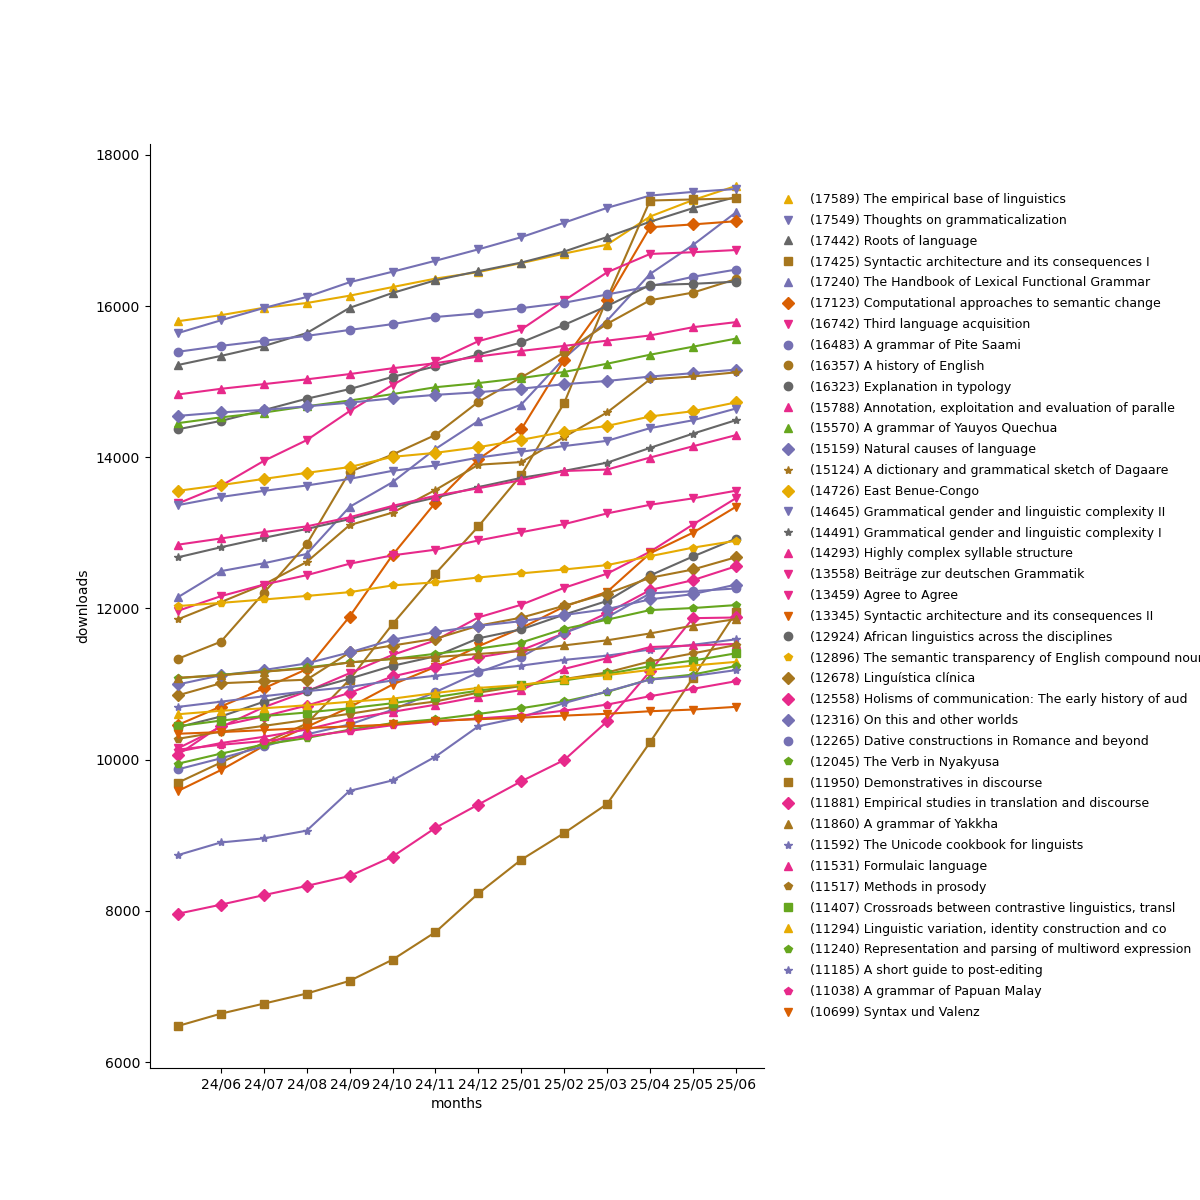 18000
16000
14000
12000
10000
8000
6000
downloads
24/06 24/07 24/08 24/09 24/10 24/11 24/12 25/01 25/02 25/03 25/04 25/05 25/06
months
(17589) The empirical base of linguistics
(17549) Thoughts on grammaticalization
(17442) Roots of language
(17425) Syntactic architecture and its consequences I
(17240) The Handbook of Lexical Functional Grammar
(17123) Computational approaches to semantic change
(16742) Third language acquisition
(16483) A grammar of Pite Saami
(16357) A history of English
(16323) Explanation in typology
(15788) Annotation, exploitation and evaluation of paralle
(15570) A grammar of Yauyos Quechua
(15159) Natural causes of language
(15124) A dictionary and grammatical sketch of Dagaare
(14726) East Benue-Congo
(14645) Grammatical gender and linguistic complexity II
(14491) Grammatical gender and linguistic complexity I
(14293) Highly complex syllable structure
(13558) Beiträge zur deutschen Grammatik
(13459) Agree to Agree
(13345) Syntactic architecture and its consequences II
(12924) African linguistics across the disciplines
(12896) The semantic transparency of English compound nour
(12678) Linguística clínica
(12558) Holisms of communication: The early history of aud
(12316) On this and other worlds
(12265) Dative constructions in Romance and beyond
(12045) The Verb in Nyakyusa
(11950) Demonstratives in discourse
(11881) Empirical studies in translation and discourse
(11860) A grammar of Yakkha
(11592) The Unicode cookbook for linguists
(11531) Formulaic language
(11517) Methods in prosody
(11407) Crossroads between contrastive linguistics, transl
(11294) Linguistic variation, identity construction and co
(11240) Representation and parsing of multiword expression
(11185) A short guide to post-editing
(11038) A grammar of Papuan Malay
(10699) Syntax und Valenz